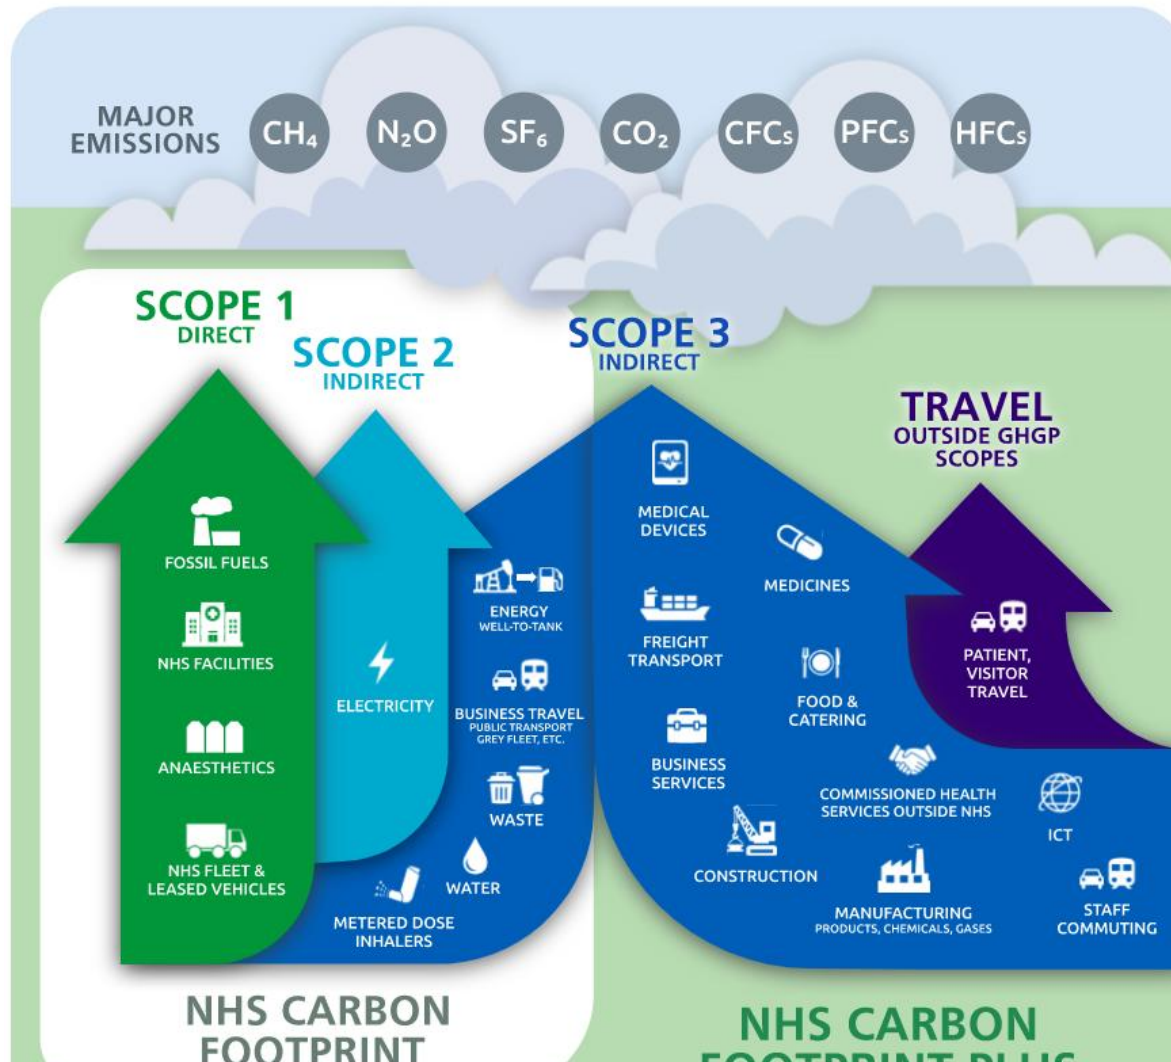 MAJOR
EMISSIONS
CH₄
N₂O
SF₆
CO₂
CFCs
PFCs
HFCs
SCOPE 1
DIRECT
SCOPE 2
INDIRECT
SCOPE 3
INDIRECT
TRAVEL
OUTSIDE GHGP
SCOPES
FOSSIL FUELS
NHS FACILITIES
ANAESTHETICS
NHS FLEET &
LEASED VEHICLES
ELECTRICITY
ENERGY
WELL-TO-TANK
BUSINESS TRAVEL
PUBLIC TRANSPORT
GREY FLEET, ETC.
WASTE
WATER
METERED DOSE
INHALERS
MEDICAL
DEVICES
MEDICINES
FREIGHT
TRANSPORT
FOOD &
CATERING
BUSINESS
SERVICES
COMMISSIONED HEALTH
SERVICES OUTSIDE NHS
CONSTRUCTION
MANUFACTURING
PRODUCTS, CHEMICALS, GASES
ICT
STAFF
COMMUTING
PATIENT,
VISITOR
TRAVEL
NHS CARBON
FOOTPRINT
NHS CARBON
FOOTPRINT PLUS